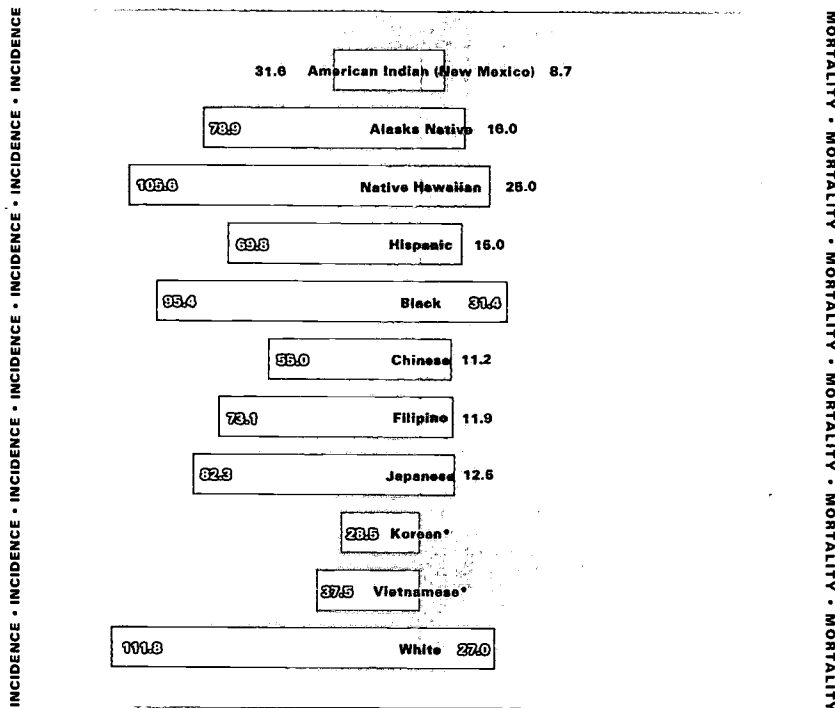 INCIDENCE • INCIDENCE • INCIDENCE • INCIDENCE • INCIDENCE • INCIDENCE • INCIDENCE
31.6 American Indian (New Mexico) 8.7
78.9 Alaska Native 16.0
105.6 Native Hawaiian 25.0
69.8 Hispanic 15.0
95.4 Black 31.4
55.0 Chinese 11.2
73.1 Filipino 11.9
82.3 Japanese 12.5
28.5 Korean*
37.5 Vietnamese*
111.8 White 27.0
MORTALITY • MORTALITY • MORTALITY • MORTALITY • MORTALITY • MORTALITY